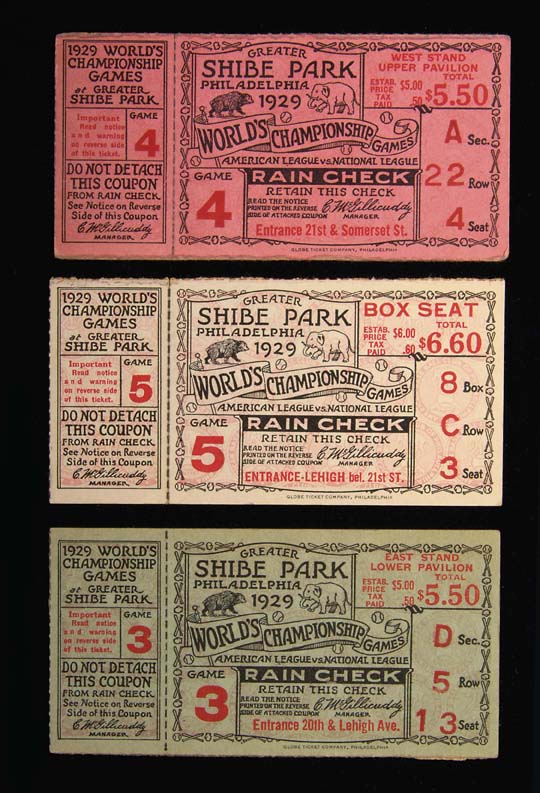 1929 WORLD'S
CHAMPIONSHIP
GAMES
at GREATER
SHIBE PARK
Important
Read notice
and warning
on reverse side
of this ticket.
GAME
4
DO NOT DETACH
THIS COUPON
FROM RAIN CHECK
See Notice on Reverse
Side of this Coupon
C. McGillicuddy
MANAGER
GREATER
SHIBE PARK
PHILADELPHIA
1929
WORLD'S CHAMPIONSHIP GAMES
AMERICAN LEAGUE vs. NATIONAL LEAGUE
GAME
4
RAIN CHECK
RETAIN THIS CHECK
READ THE NOTICE
PRINTED ON THE REVERSE
SIDE OF ATTACHED COUPON
C. McGillicuddy
MANAGER
Entrance 21st & Somerset St.
WEST STAND
UPPER PAVILION
ESTAB. PRICE $5.00
TAX PAID .50
TOTAL
$5.50
A Sec.
22 Row
4 Seat
GLOBE TICKET COMPANY, PHILADELPHIA
1929 WORLD'S
CHAMPIONSHIP
GAMES
at GREATER
SHIBE PARK
Important
Read notice
and warning
on reverse side
of this ticket.
GAME
5
DO NOT DETACH
THIS COUPON
FROM RAIN CHECK
See Notice on Reverse
Side of this Coupon
C. McGillicuddy
MANAGER
GREATER
SHIBE PARK
PHILADELPHIA
1929
WORLD'S CHAMPIONSHIP GAMES
AMERICAN LEAGUE vs. NATIONAL LEAGUE
GAME
5
RAIN CHECK
RETAIN THIS CHECK
READ THE NOTICE
PRINTED ON THE REVERSE
SIDE OF ATTACHED COUPON
C. McGillicuddy
MANAGER
ENTRANCE-LEHIGH bel. 21st ST.
BOX SEAT
ESTAB. PRICE $6.00
TAX PAID .60
TOTAL
$6.60
8 Box
C Row
3 Seat
GLOBE TICKET COMPANY, PHILADELPHIA
1929 WORLD'S
CHAMPIONSHIP
GAMES
at GREATER
SHIBE PARK
Important
Read notice
and warning
on reverse side
of this ticket.
GAME
3
DO NOT DETACH
THIS COUPON
FROM RAIN CHECK
See Notice on Reverse
Side of this Coupon
C. McGillicuddy
MANAGER
GREATER
SHIBE PARK
PHILADELPHIA
1929
WORLD'S CHAMPIONSHIP GAMES
AMERICAN LEAGUE vs. NATIONAL LEAGUE
GAME
3
RAIN CHECK
RETAIN THIS CHECK
READ THE NOTICE
PRINTED ON THE REVERSE
SIDE OF ATTACHED COUPON
C. McGillicuddy
MANAGER
Entrance 20th & Lehigh Ave.
EAST STAND
LOWER PAVILION
ESTAB. PRICE $5.00
TAX PAID .50
TOTAL
$5.50
D Sec.
5 Row
13 Seat
GLOBE TICKET COMPANY, PHILADELPHIA